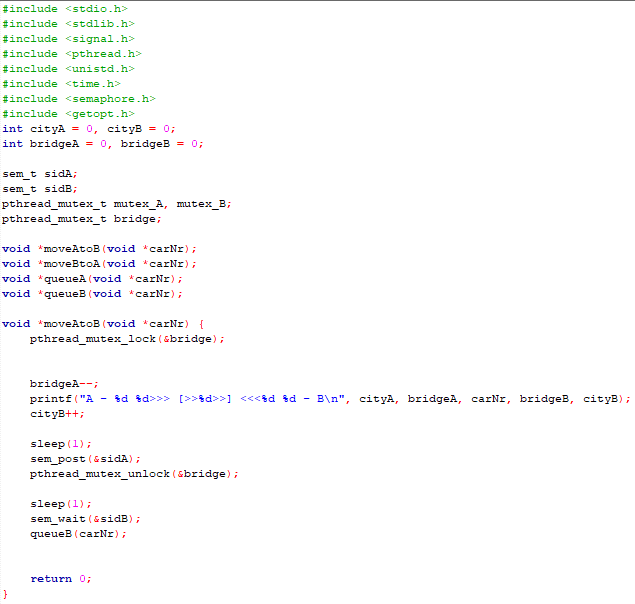 #include <stdio.h>
#include <stdlib.h>
#include <signal.h>
#include <pthread.h>
#include <unistd.h>
#include <time.h>
#include <semaphore.h>
#include <getopt.h>
int cityA = 0, cityB = 0;
int bridgeA = 0, bridgeB = 0;
sem_t sidA;
sem_t sidB;
pthread_mutex_t mutex_A, mutex_B;
pthread_mutex_t bridge;
void *moveAtoB(void *carNr);
void *moveBtoA(void *carNr);
void *queueA(void *carNr);
void *queueB(void *carNr);
void *moveAtoB(void *carNr) {
    pthread_mutex_lock(&bridge);
    bridgeA--;
    printf("A - %d %d>>> [>>%d>>] <<<%d %d - B\n", cityA, bridgeA, carNr, bridgeB, cityB);
    cityB++;
    sleep(1);
    sem_post(&sidA);
    pthread_mutex_unlock(&bridge);
    sleep(1);
    sem_wait(&sidB);
    queueB(carNr);
    return 0;
}